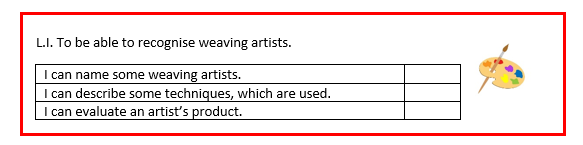 L.I. To be able to recognise weaving artists.
I can name some weaving artists.
I can describe some techniques, which are used.
I can evaluate an artist's product.